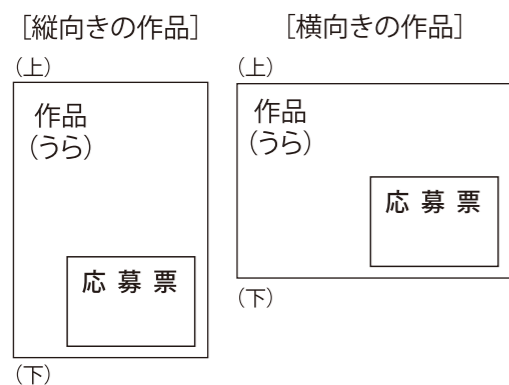 [縦向きの作品]
(上)
作品
(うら)
応募票
(下)
[横向きの作品]
(上)
作品
(うら)
応募票
(下)